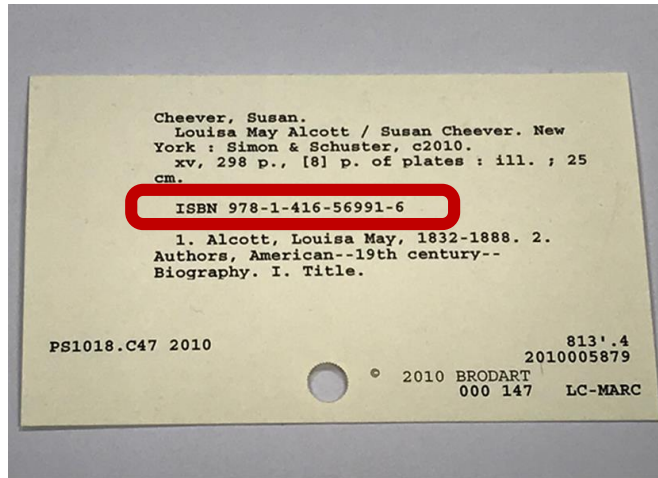 Cheever, Susan.
Louisa May Alcott / Susan Cheever. New
York : Simon & Schuster, c2010.
xv, 298 p., [8] p. of plates : ill. ; 25
cm.
ISBN 978-1-416-56991-6
1. Alcott, Louisa May, 1832-1888. 2.
Authors, American--19th century--
Biography. I. Title.
PS1018.C47 2010
813'.4
2010005879
© 2010 BRODART
000 147 LC-MARC